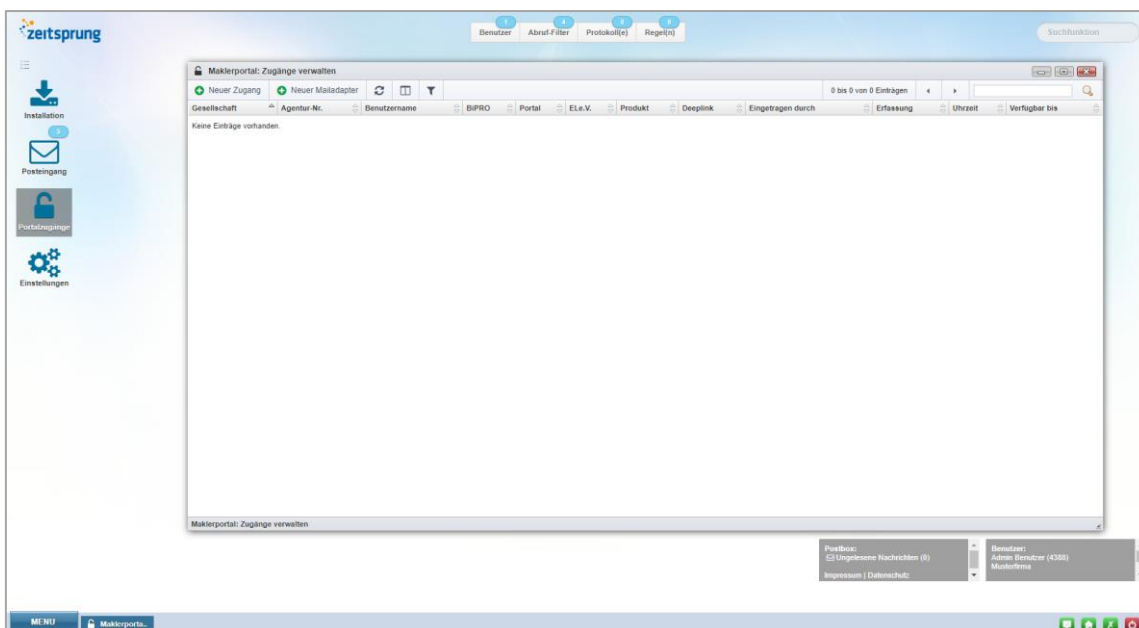 zeitsprung
Benutzer Abruf-Filter Protokoll(e) Regel(n)
Suchfunktion
Installation
Posteingang
Portalzugänge
Einstellungen
Maklerportal: Zugänge verwalten
Neuer Zugang Neuer Mailadapter 0 bis 0 von 0 Einträgen
Gesellschaft Agentur-Nr. Benutzername BiPRO Portal ELe.V. Produkt Deeplink Eingetragen durch Erfassung Uhrzeit Verfügbar bis
Keine Einträge vorhanden.
Maklerportal: Zugänge verwalten
Postbox:
Ungelesene Nachrichten (0)
Impressum | Datenschutz
Benutzer:
Admin Benutzer (4388)
Musterfirma
MENU Maklerporta..